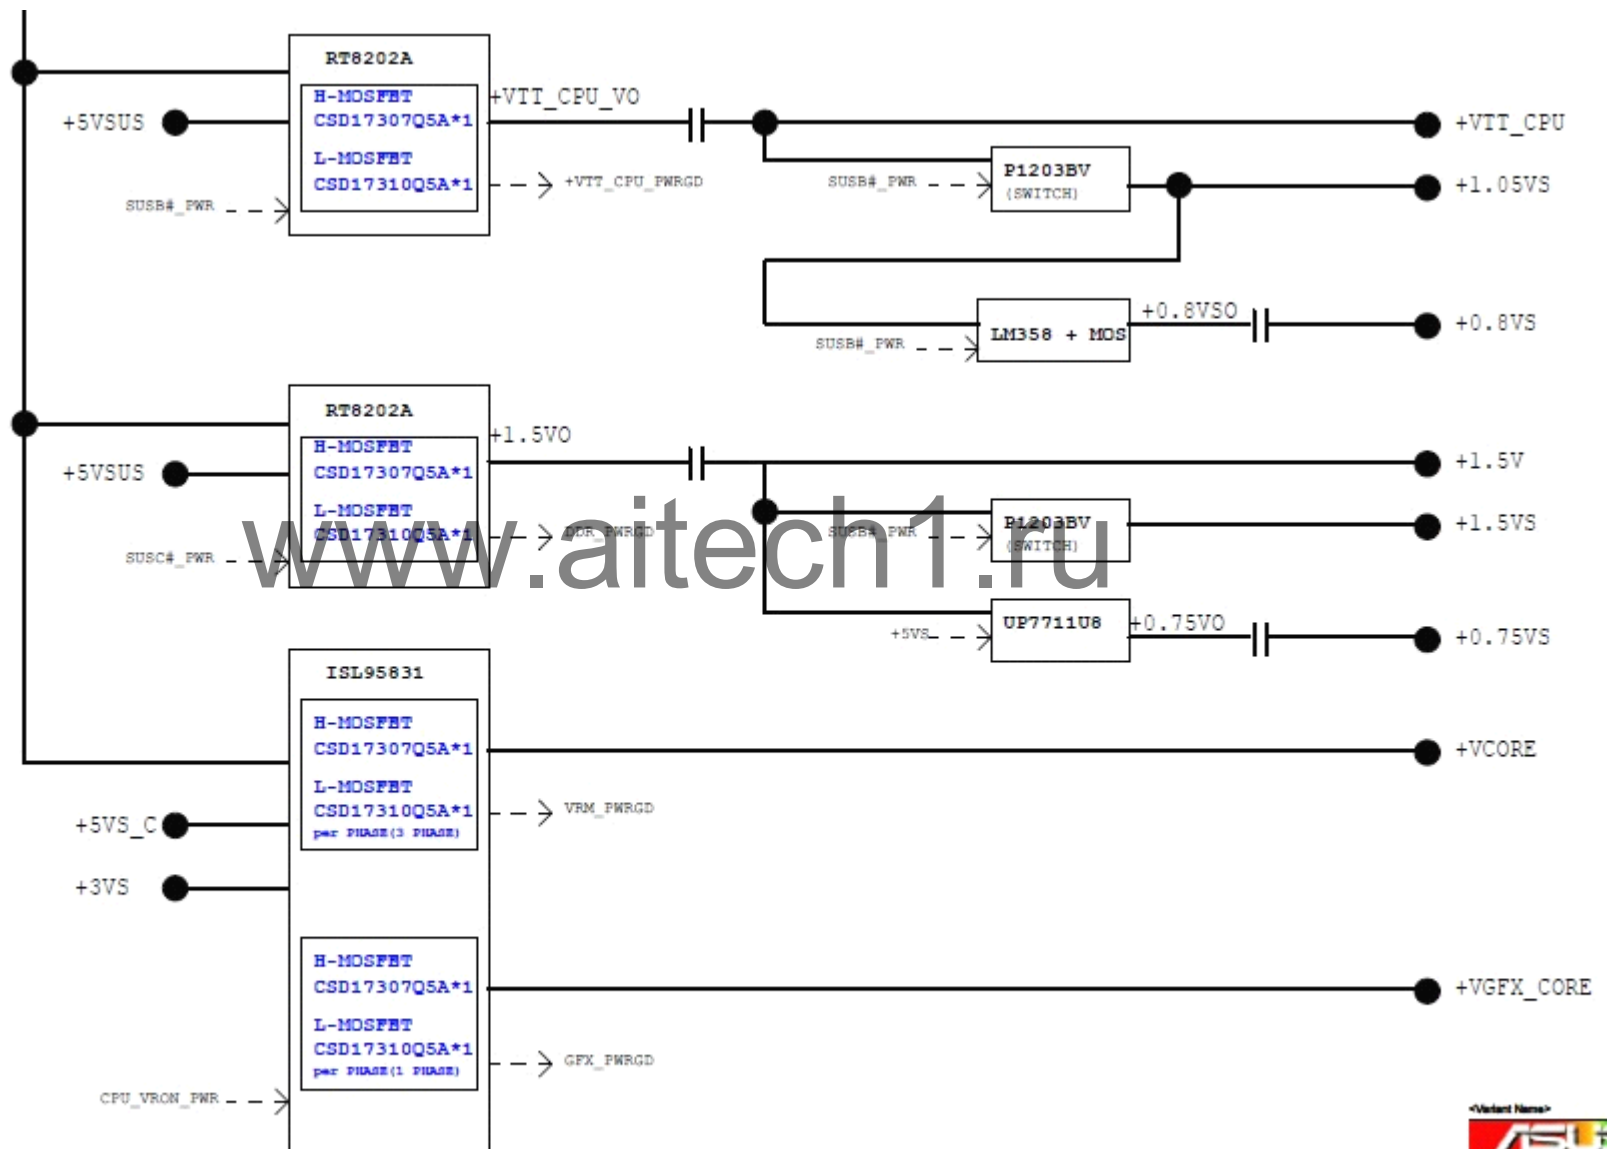 RT8202A
H-MOSFET
CSD17307Q5A*1
L-MOSFET
CSD17310Q5A*1
+5VSUS
SUSB#_PWR
+VTT_CPU_VO
+VTT_CPU_PWRGD
SUSB#_PWR
P1203BV
(SWITCH)
+VTT_CPU
+1.05VS
SUSB#_PWR
LM358 + MOS
+0.8VSO
+0.8VS
RT8202A
H-MOSFET
CSD17307Q5A*1
L-MOSFET
CSD17310Q5A*1
+5VSUS
SUSC#_PWR
+1.5VO
DDR_PWRGD
SUSB#_PWR
P1203BV
(SWITCH)
+1.5V
+1.5VS
+5VS
UP7711U8
+0.75VO
+0.75VS
www.aitech1.ru
ISL95831
H-MOSFET
CSD17307Q5A*1
L-MOSFET
CSD17310Q5A*1
per PHASE(3 PHASE)
+5VS_C
+3VS
VRM_PWRGD
+VCORE
H-MOSFET
CSD17307Q5A*1
L-MOSFET
CSD17310Q5A*1
per PHASE(1 PHASE)
CPU_VRON_PWR
GFX_PWRGD
+VGFX_CORE
<Variant Name>